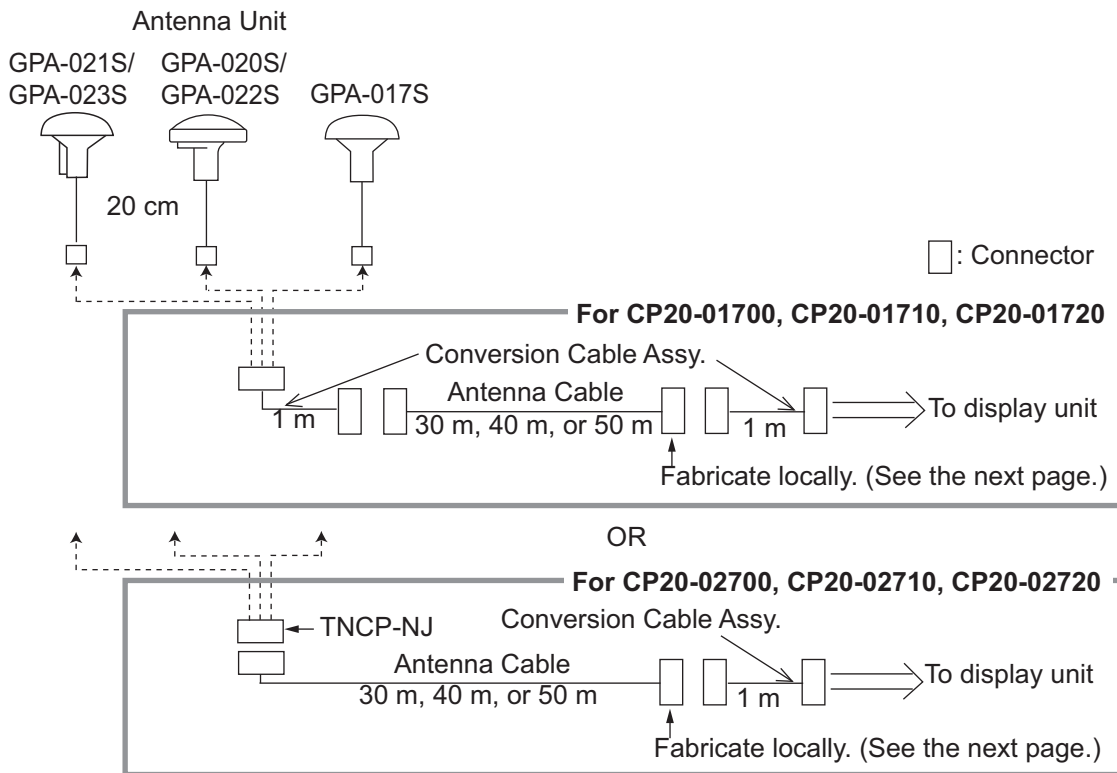 Antenna Unit
GPA-021S/
GPA-023S
GPA-020S/
GPA-022S
GPA-017S
20 cm
: Connector
For CP20-01700, CP20-01710, CP20-01720
Conversion Cable Assy.
Antenna Cable
1 m
30 m, 40 m, or 50 m
1 m
To display unit
Fabricate locally. (See the next page.)
OR
For CP20-02700, CP20-02710, CP20-02720
TNCP-NJ
Conversion Cable Assy.
Antenna Cable
30 m, 40 m, or 50 m
1 m
To display unit
Fabricate locally. (See the next page.)